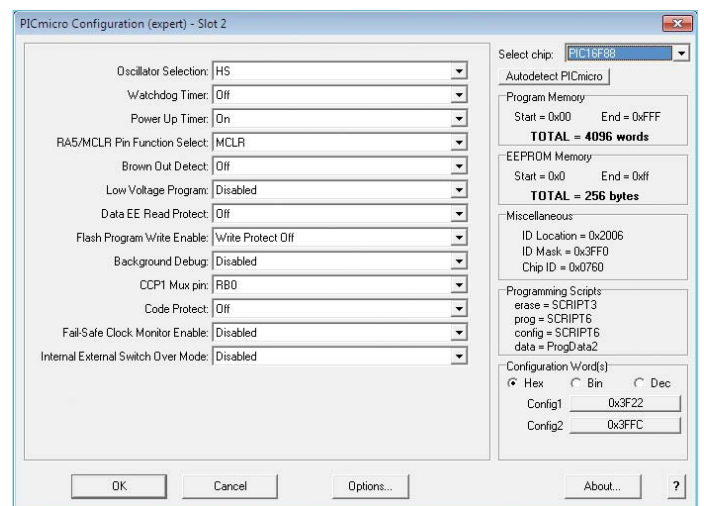 PICmicro Configuration (expert) - Slot 2
Oscillator Selection: HS
Watchdog Timer: Off
Power Up Timer: On
RA5/MCLR Pin Function Select: MCLR
Brown Out Detect: Off
Low Voltage Program: Disabled
Data EE Read Protect: Off
Flash Program Write Enable: Write Protect Off
Background Debug: Disabled
CCP1 Mux pin: RB0
Code Protect: Off
Fail-Safe Clock Monitor Enable: Disabled
Internal External Switch Over Mode: Disabled
Select chip: PIC16F88
Autodetect PICmicro
Program Memory
Start = 0x00 End = 0xFFF
TOTAL = 4096 words
EEPROM Memory
Start = 0x0 End = 0xff
TOTAL = 256 bytes
Miscellaneous
ID Location = 0x2006
ID Mask = 0x3FF0
Chip ID = 0x0760
Programming Scripts
erase = SCRIPT3
prog = SCRIPT6
config = SCRIPT6
data = ProgData2
Configuration Word(s)
Hex Bin Dec
Config1 0x3F22
Config2 0x3FFC
OK Cancel Options... About... ?